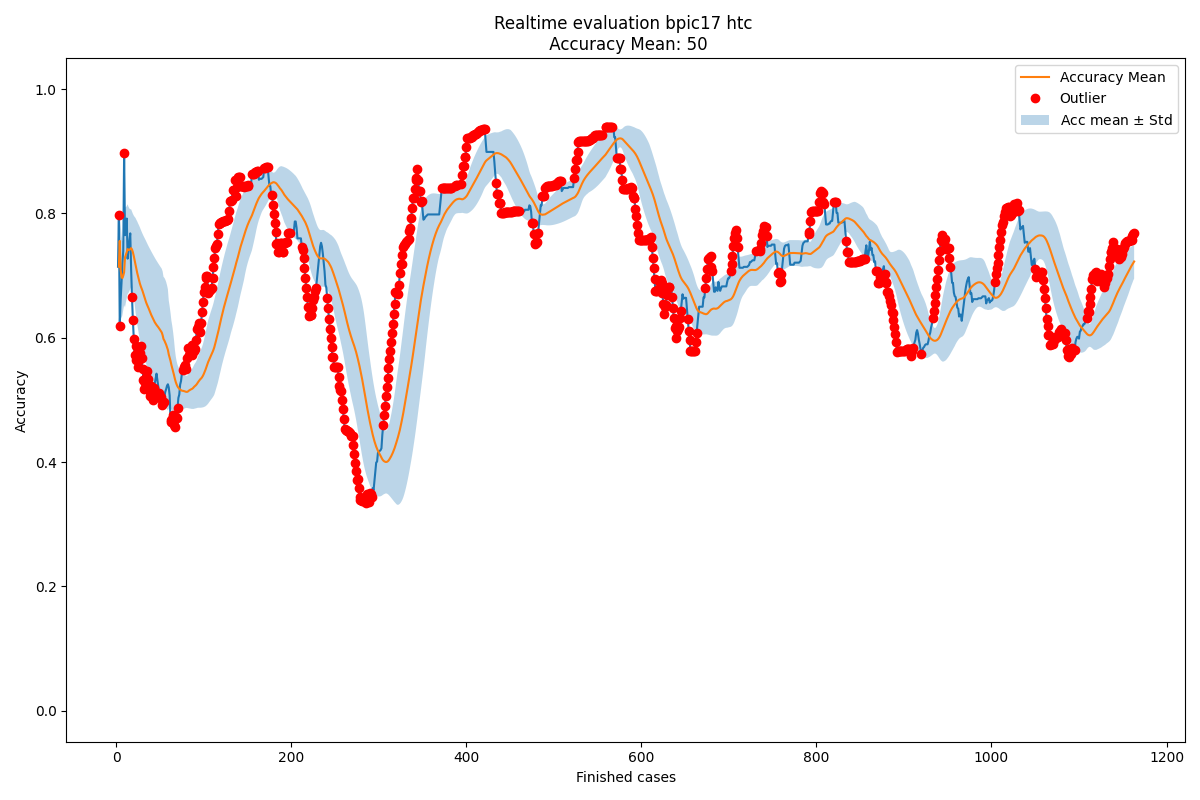 Realtime evaluation bpic17 htc
Accuracy Mean: 50
Accuracy Mean
Outlier
Acc mean ± Std
1.0
0.8
0.6
0.4
0.2
0.0
Accuracy
0 200 400 600 800 1000 1200
Finished cases